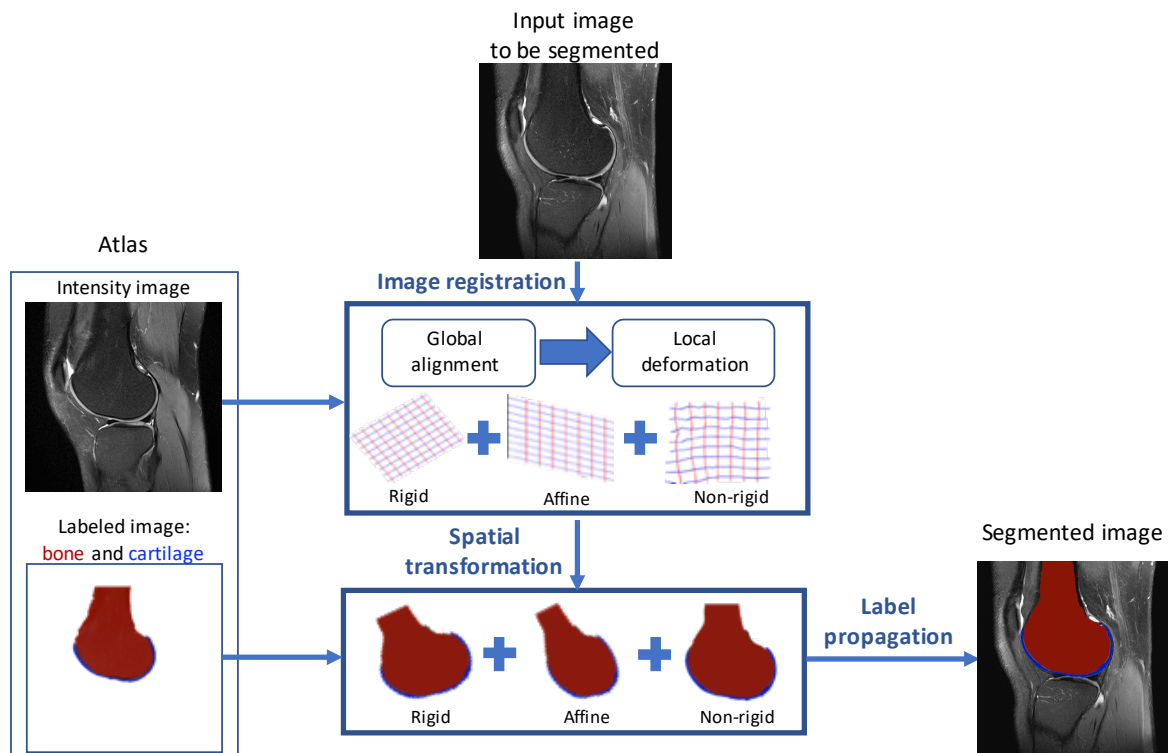 Input image
to be segmented
Atlas
Intensity image
Image registration
Global
alignment
Local
deformation
Rigid
Affine
Non-rigid
Labeled image:
bone and cartilage
Spatial
transformation
Rigid
Affine
Non-rigid
Label
propagation
Segmented image